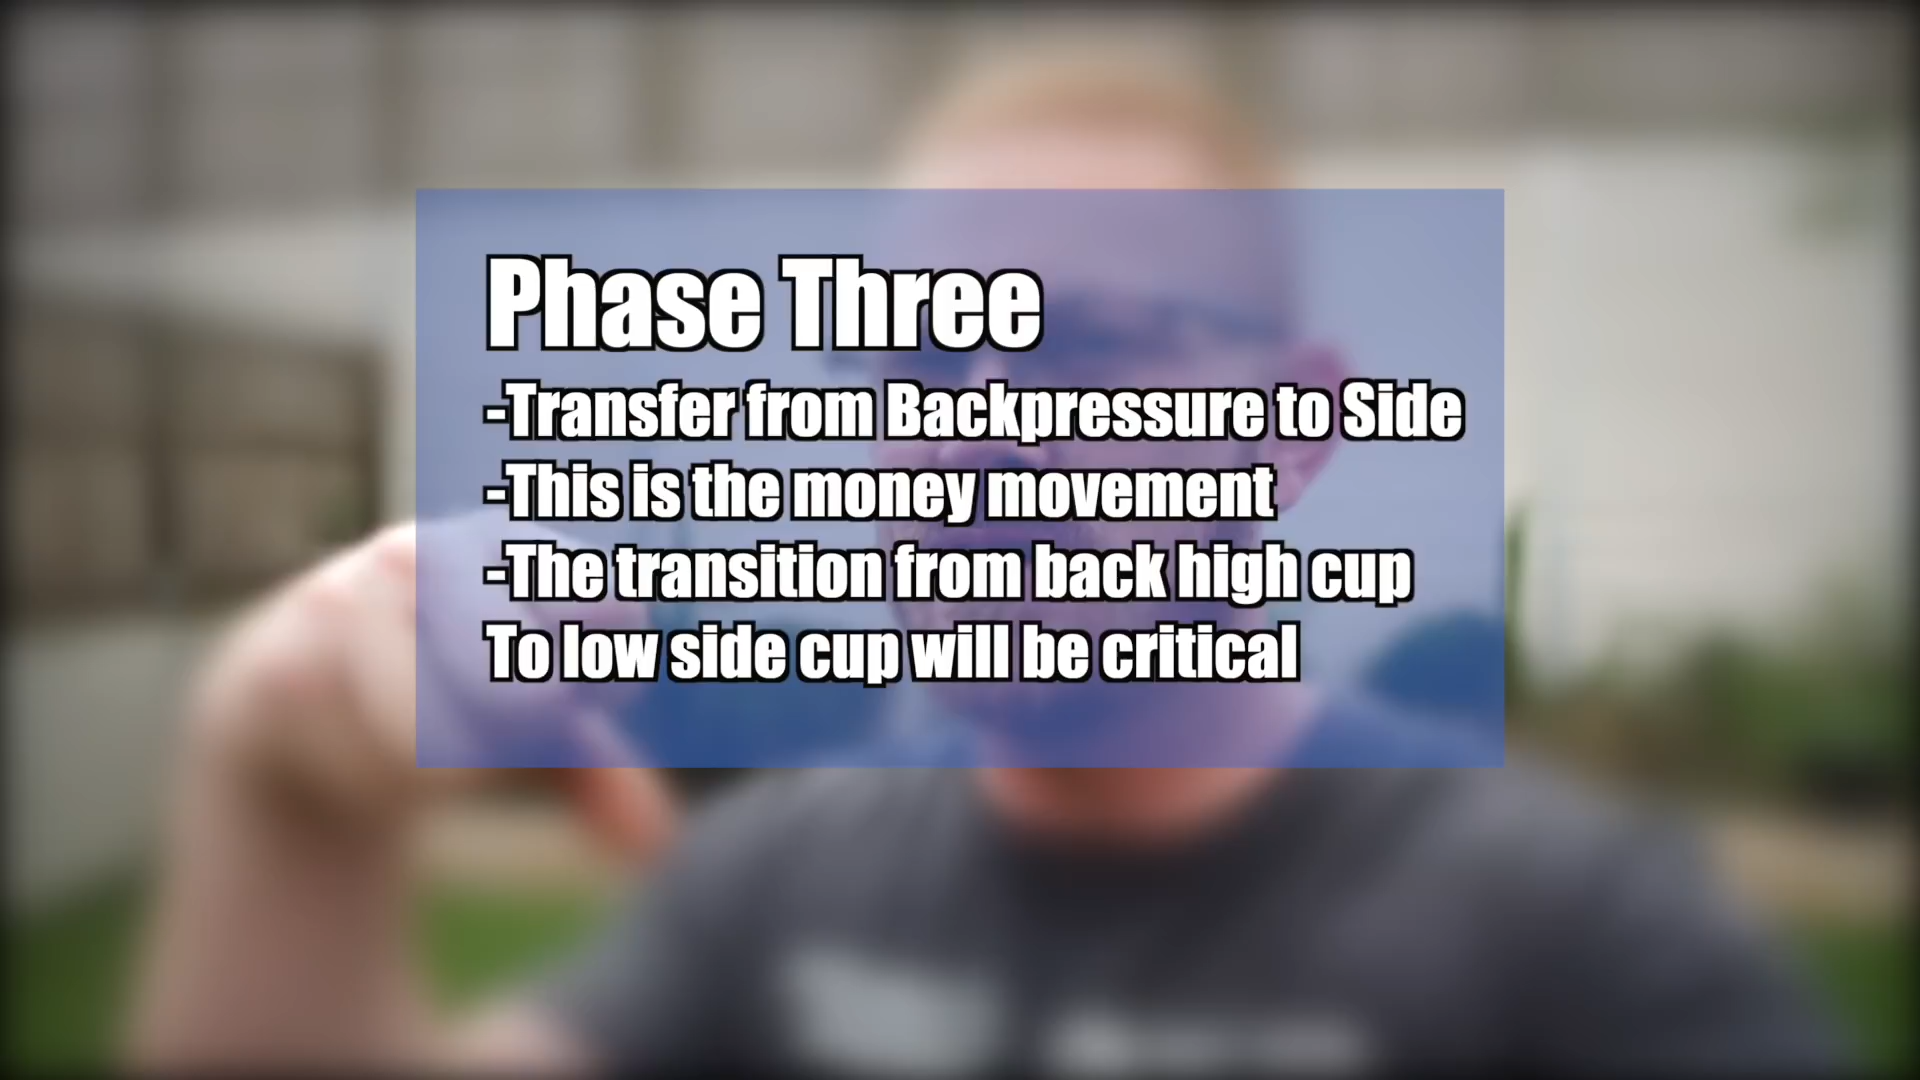 Phase Three
-Transfer from Backpressure to Side
-This is the money movement
-The transition from back high cup
To low side cup will be critical